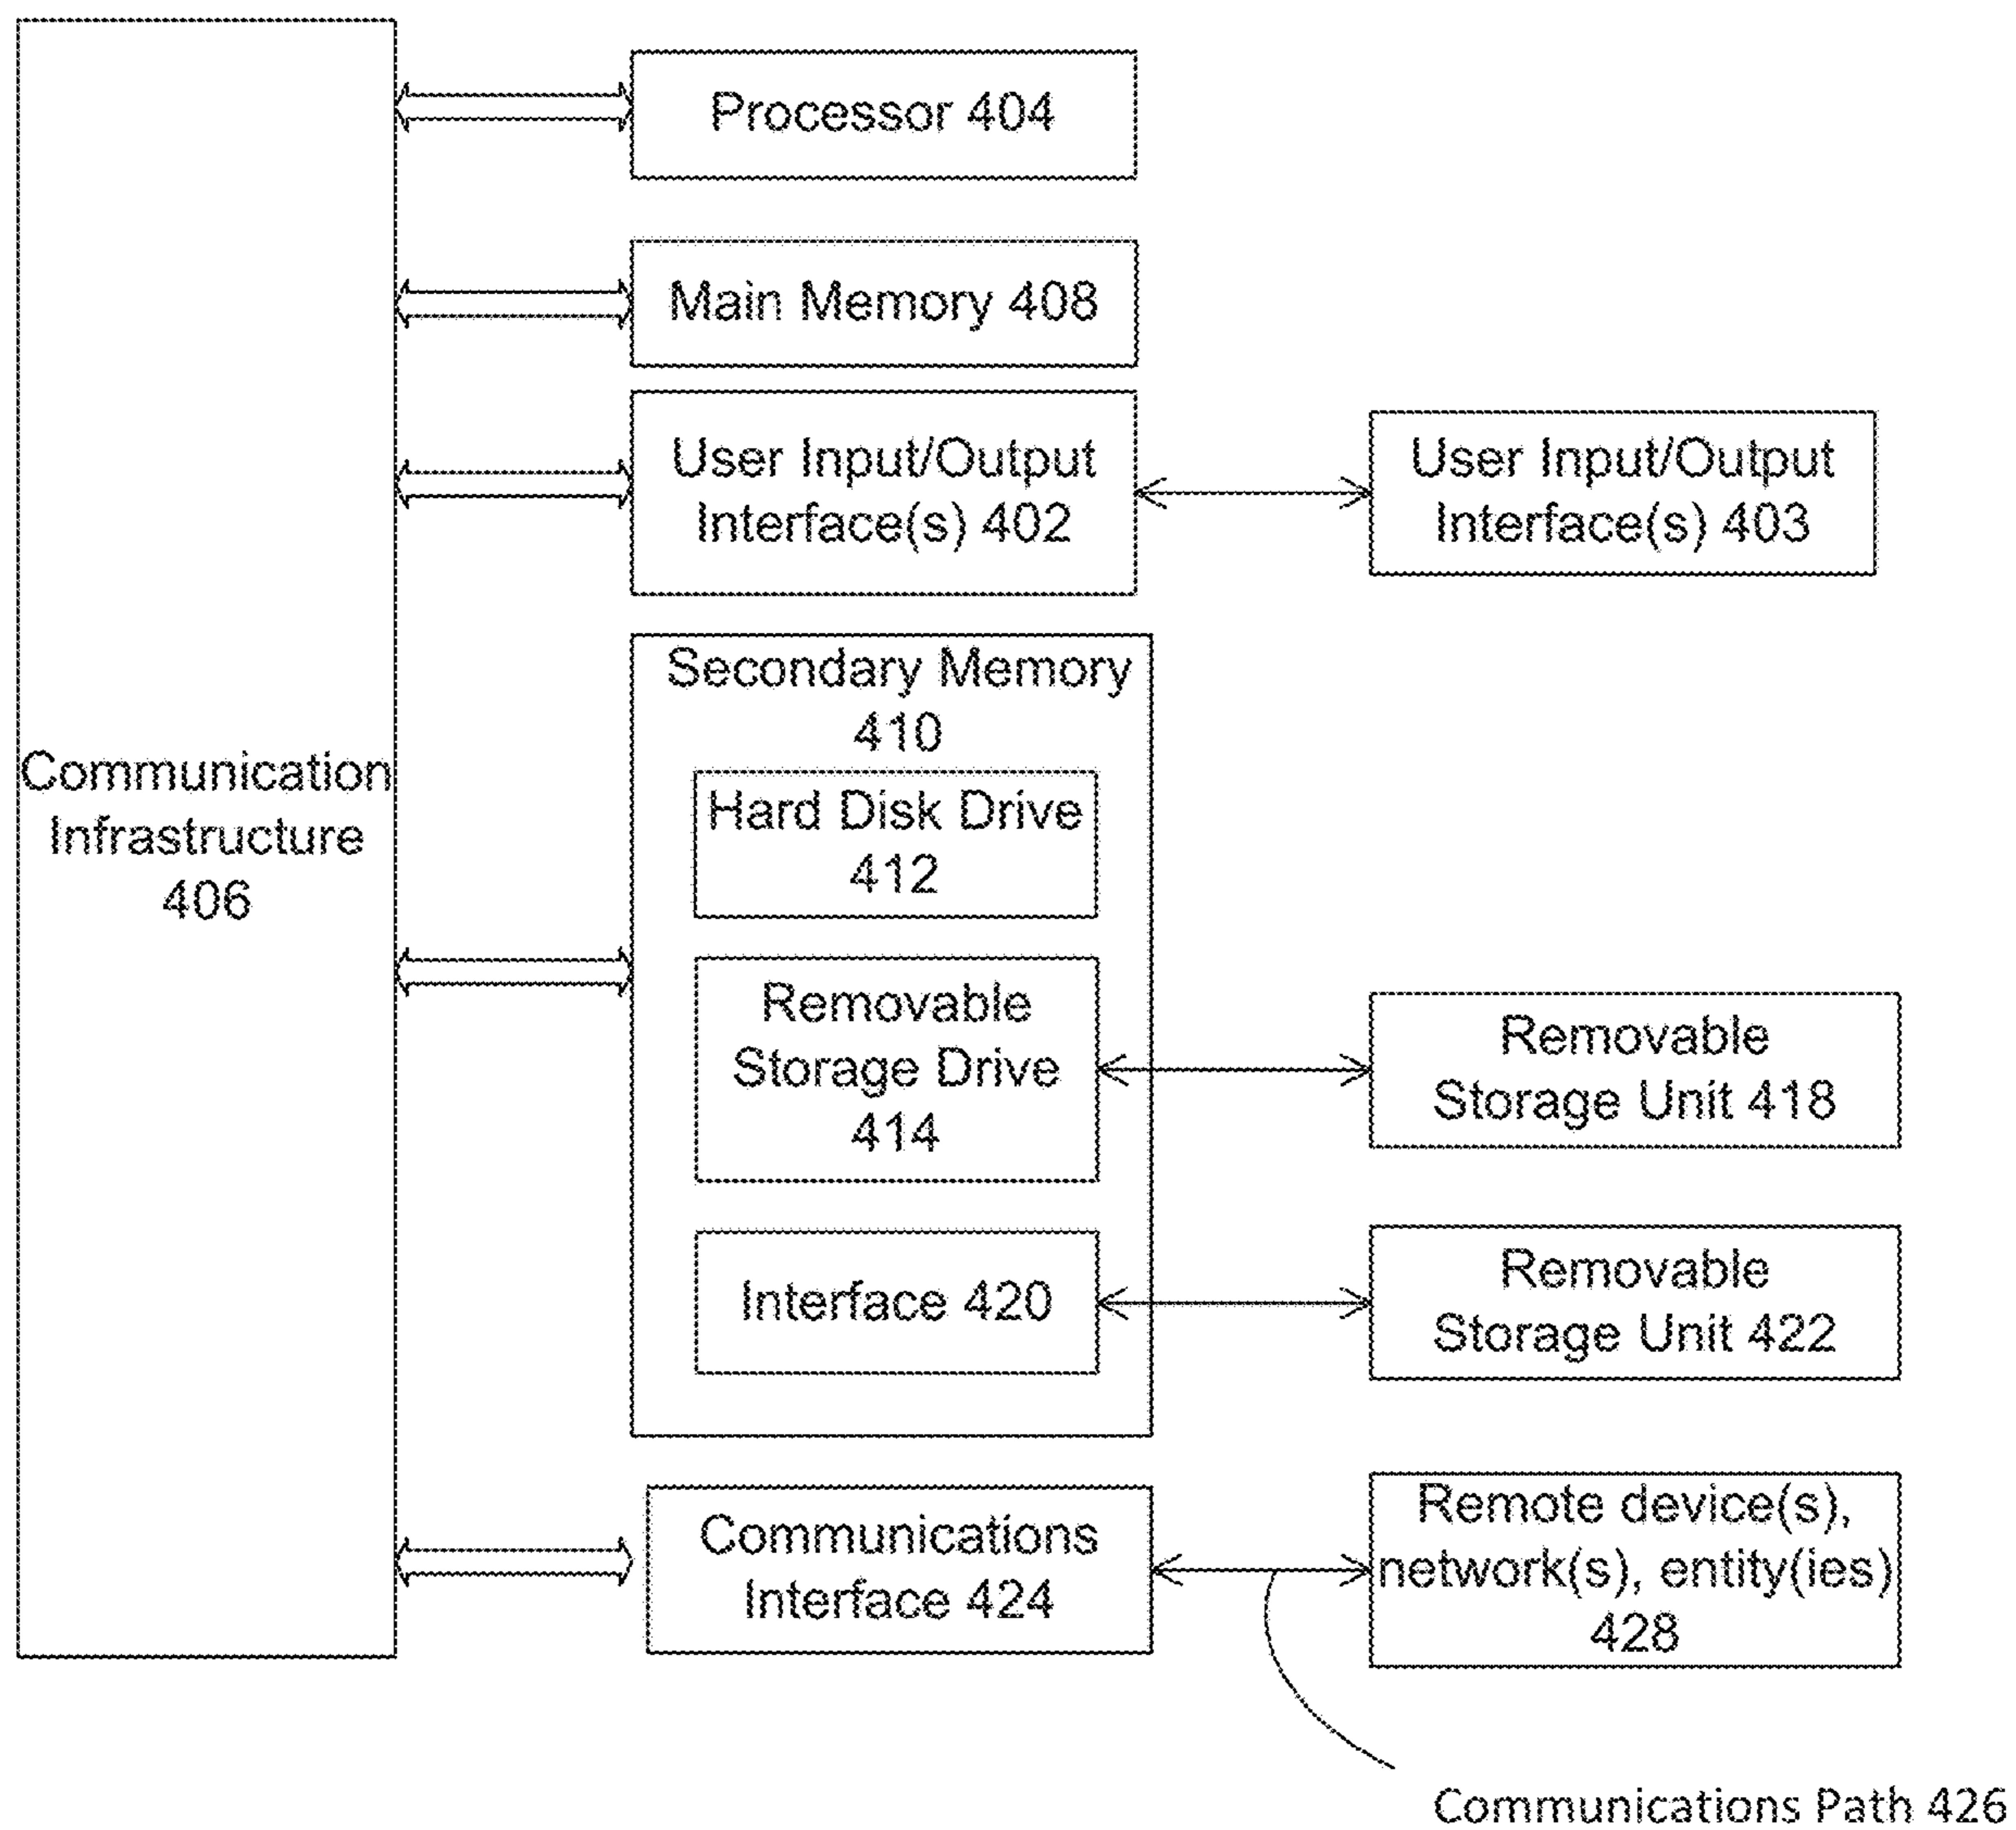 Processor 404
Main Memory 408
User Input/Output
Interface(s) 402
User Input/Output
Interface(s) 403
Communication
Infrastructure
406
Secondary Memory
410
Hard Disk Drive
412
Removable
Storage Drive
414
Removable
Storage Unit 418
Interface 420
Removable
Storage Unit 422
Communications
Interface 424
Remote device(s),
network(s), entity(ies)
428
Communications Path 426